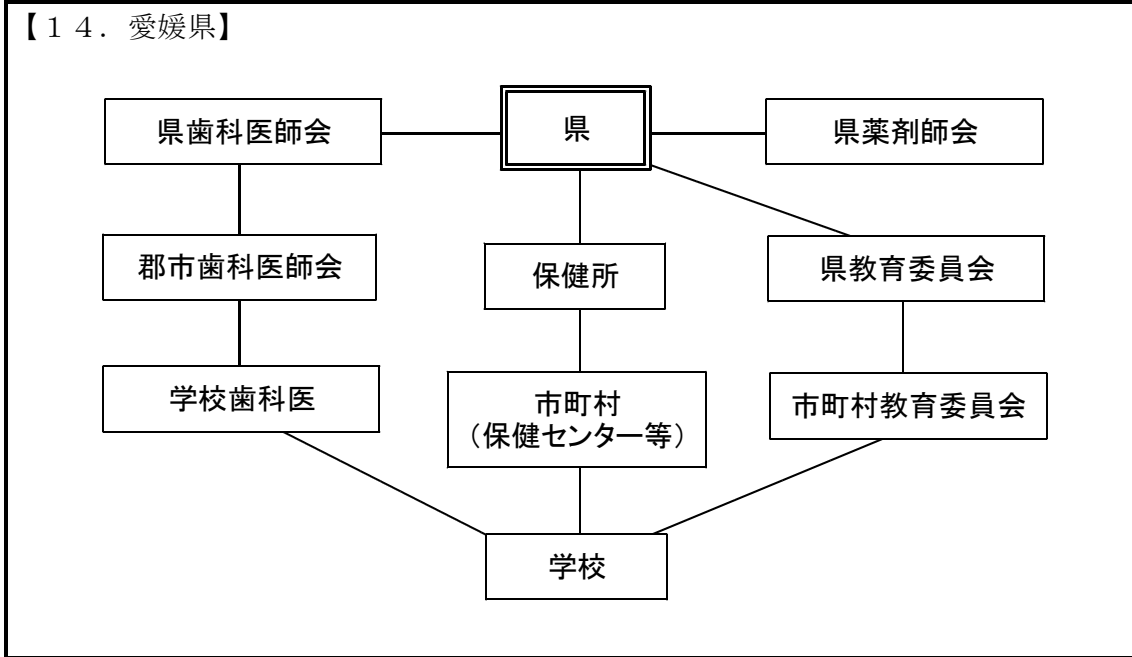 【１４．愛媛県】
県歯科医師会
県
県薬剤師会
郡市歯科医師会
保健所
県教育委員会
学校歯科医
市町村
（保健センター等）
市町村教育委員会
学校